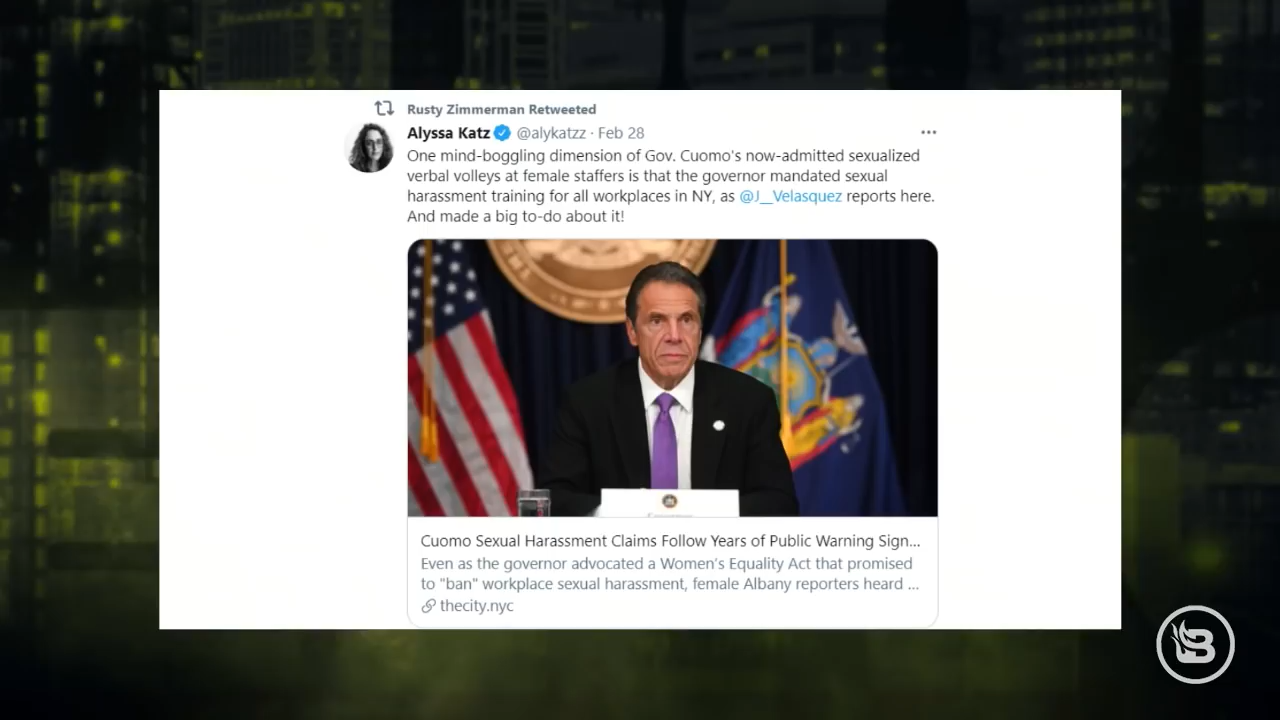 Rusty Zimmerman Retweeted
Alyssa Katz @alykatzz · Feb 28
One mind-boggling dimension of Gov. Cuomo's now-admitted sexualized
verbal volleys at female staffers is that the governor mandated sexual
harassment training for all workplaces in NY, as @J__Velasquez reports here.
And made a big to-do about it!
Cuomo Sexual Harassment Claims Follow Years of Public Warning Sign...
Even as the governor advocated a Women's Equality Act that promised
to "ban" workplace sexual harassment, female Albany reporters heard ...
thecity.nyc
B